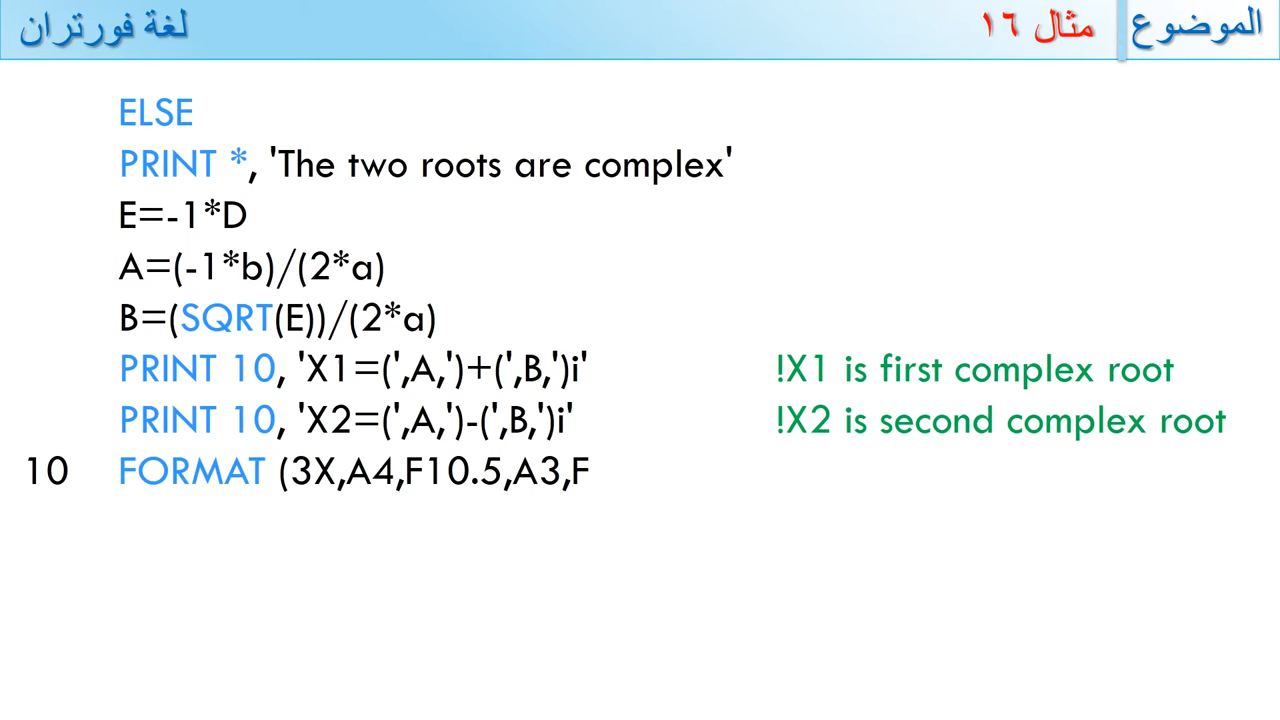 الموضوع
مثال ١٦
لغة فورتران
ELSE
PRINT *, 'The two roots are complex'
E=-1*D
A=(-1*b)/(2*a)
B=(SQRT(E))/(2*a)
PRINT 10, 'X1=(',A,')+(',B,')i' !X1 is first complex root
PRINT 10, 'X2=(',A,')-(',B,')i' !X2 is second complex root
10 FORMAT (3X,A4,F10.5,A3,F